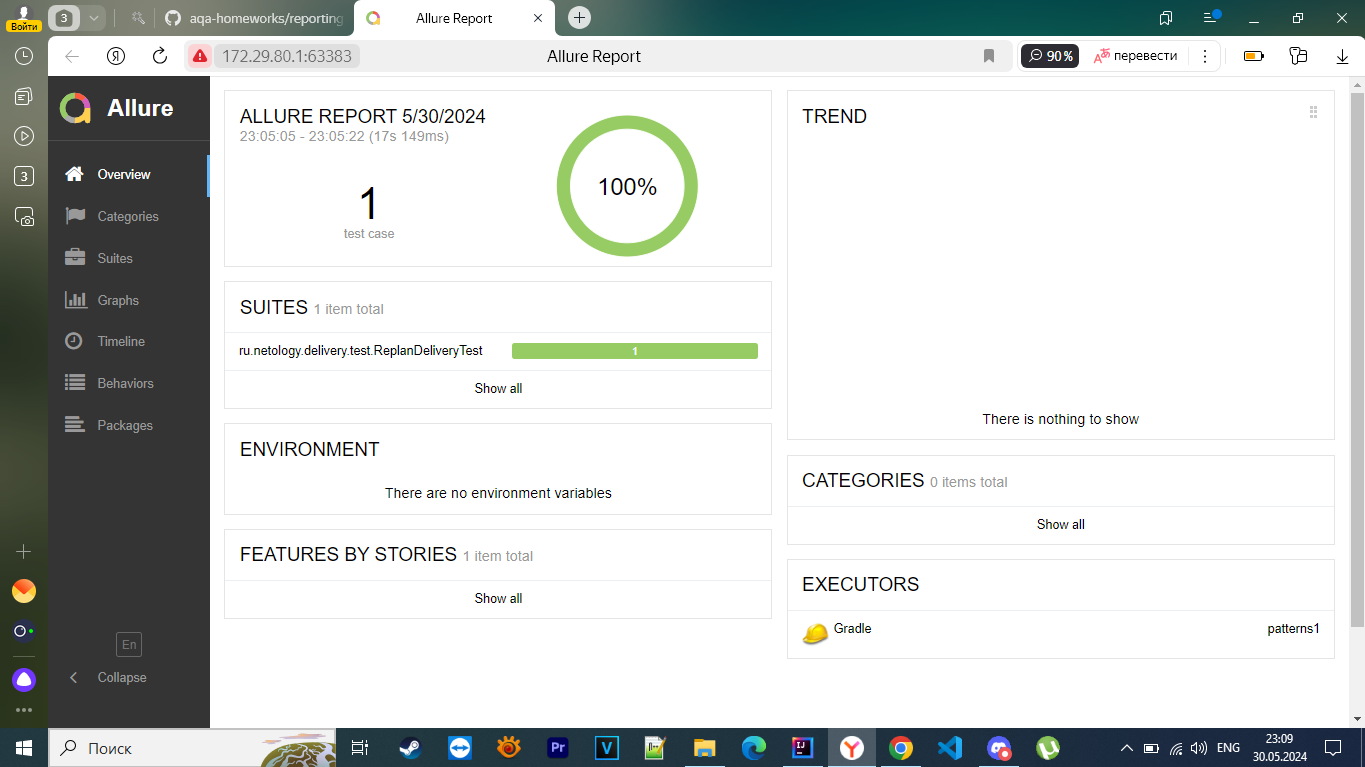 Войти
3
aqa-homeworks/reporting
Allure Report
172.29.80.1:63383
Allure Report
90%
перевести
3
Allure
Overview
Categories
Suites
Graphs
Timeline
Behaviors
Packages
En
Collapse
ALLURE REPORT 5/30/2024
23:05:05 - 23:05:22 (17s 149ms)
1
test case
100%
SUITES 1 item total
ru.netology.delivery.test.ReplanDeliveryTest
1
Show all
ENVIRONMENT
There are no environment variables
FEATURES BY STORIES 1 item total
Show all
TREND
There is nothing to show
CATEGORIES 0 items total
Show all
EXECUTORS
Gradle
patterns1
Поиск
Pr
V
IJ
ENG
23:09
30.05.2024